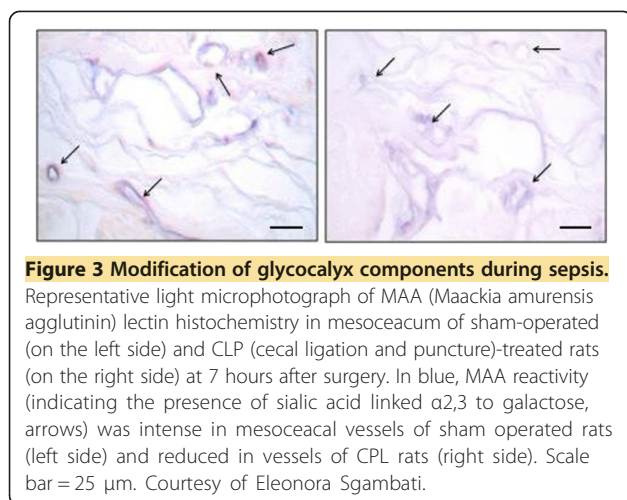 Figure 3 Modification of glycocalyx components during sepsis.
Representative light microphotograph of MAA (Maackia amurensis
agglutinin) lectin histochemistry in mesoceacum of sham-operated
(on the left side) and CLP (cecal ligation and puncture)-treated rats
(on the right side) at 7 hours after surgery. In blue, MAA reactivity
(indicating the presence of sialic acid linked α2,3 to galactose,
arrows) was intense in mesoceacal vessels of sham operated rats
(left side) and reduced in vessels of CPL rats (right side). Scale
bar = 25 μm. Courtesy of Eleonora Sgambati.